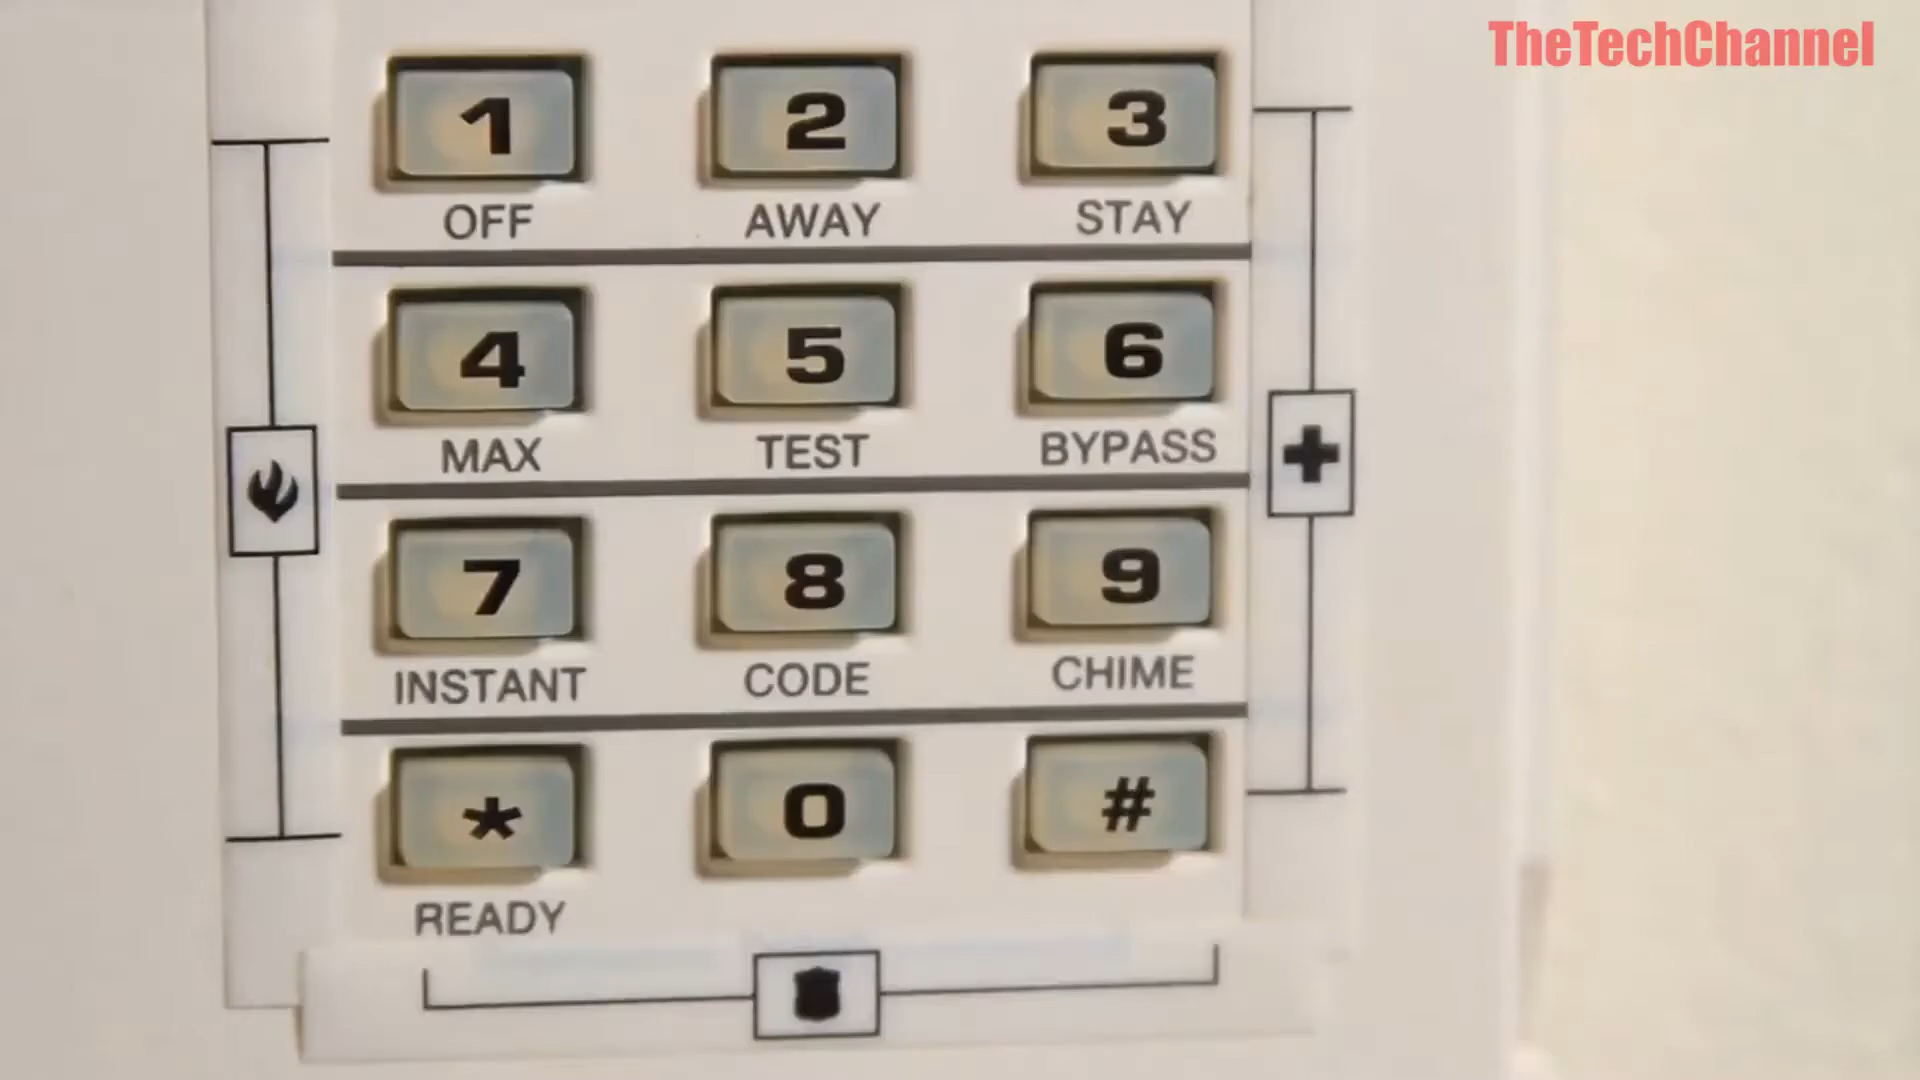 TheTechChannel
1 2 3
OFF AWAY STAY
4 5 6
MAX TEST BYPASS
7 8 9
INSTANT CODE CHIME
* 0 #
READY